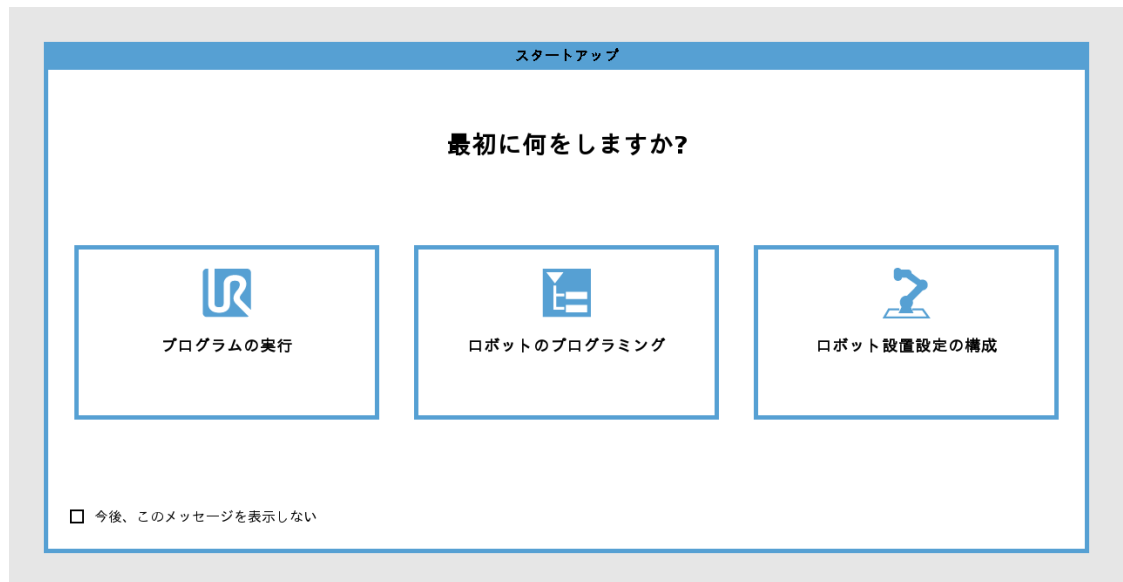 スタートアップ
最初に何をしますか?
UR
プログラムの実行
ロボットのプログラミング
ロボット設置設定の構成
今後、このメッセージを表示しない